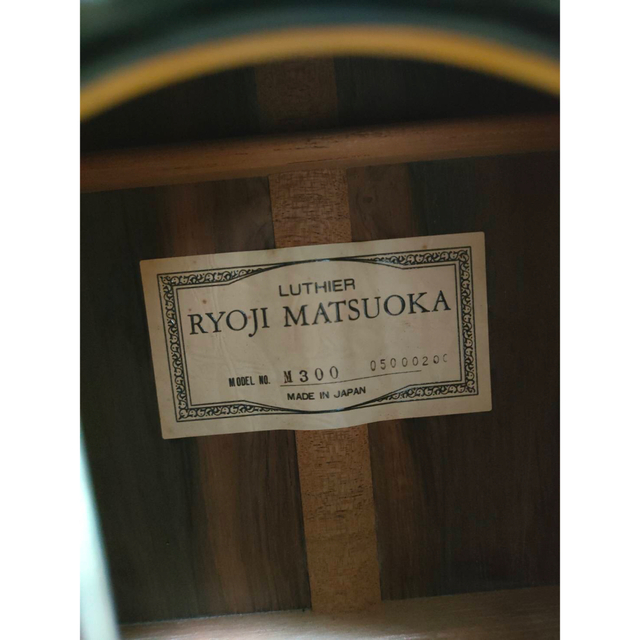 LUTHIER
RYOJI MATSUOKA
MODEL NO. M300
MADE IN JAPAN